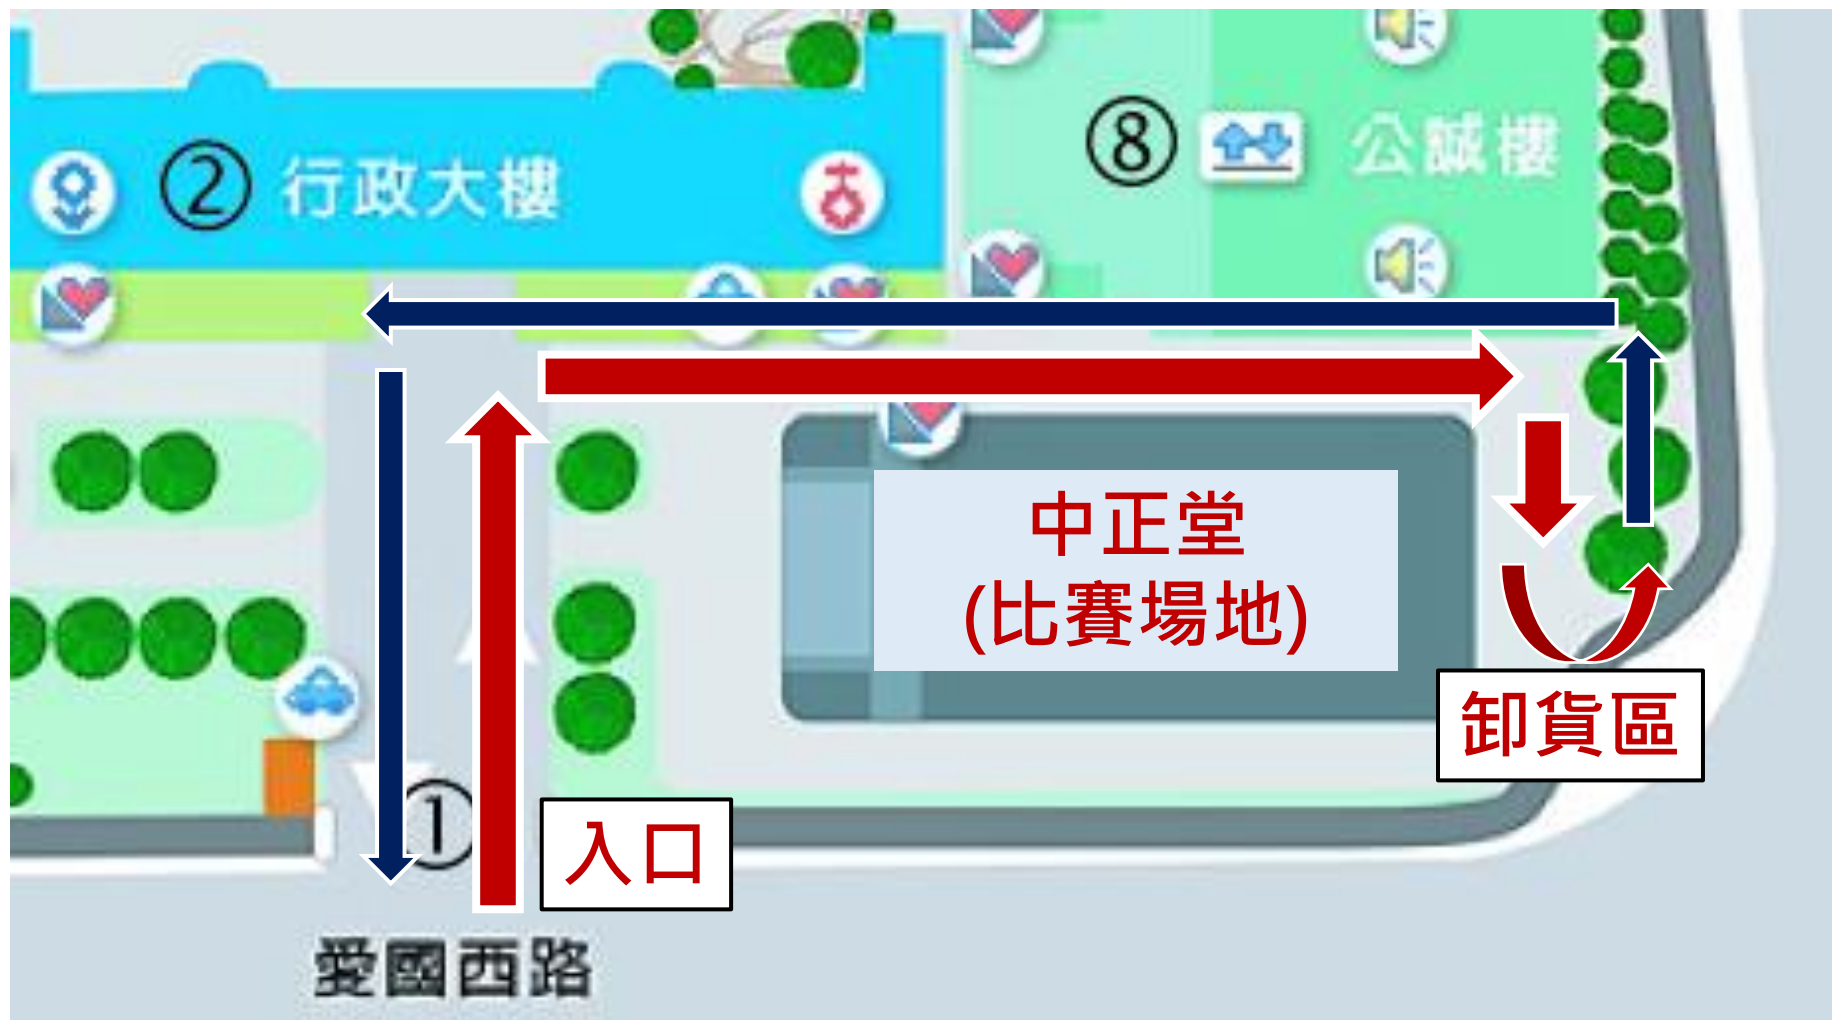 ⑧ 公誠樓
② 行政大樓
中正堂
(比賽場地)
卸貨區
①
入口
愛國西路